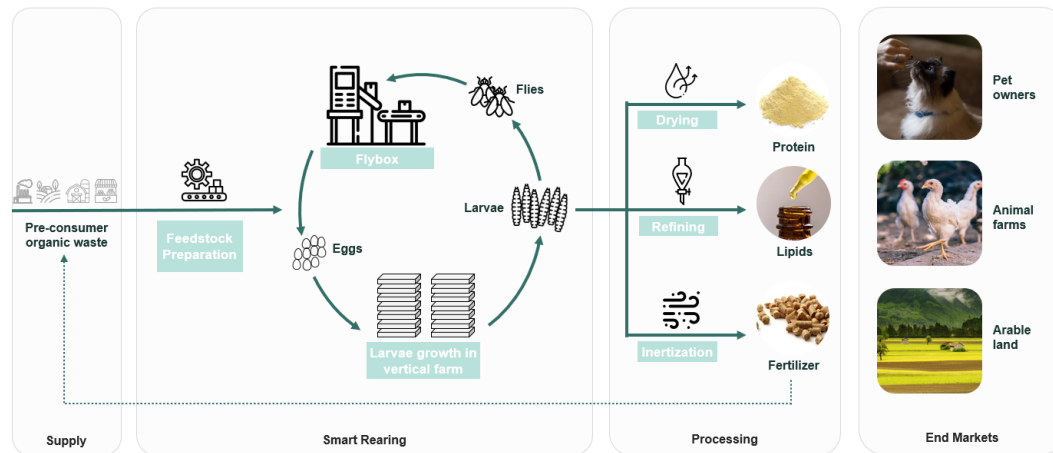 Pre-consumer
organic waste
Supply
Feedstock
Preparation
Flybox
Flies
Eggs
Larvae
Larvae growth in
vertical farm
Smart Rearing
Drying
Protein
Refining
Lipids
Inertization
Fertilizer
Processing
Pet
owners
Animal
farms
Arable
land
End Markets